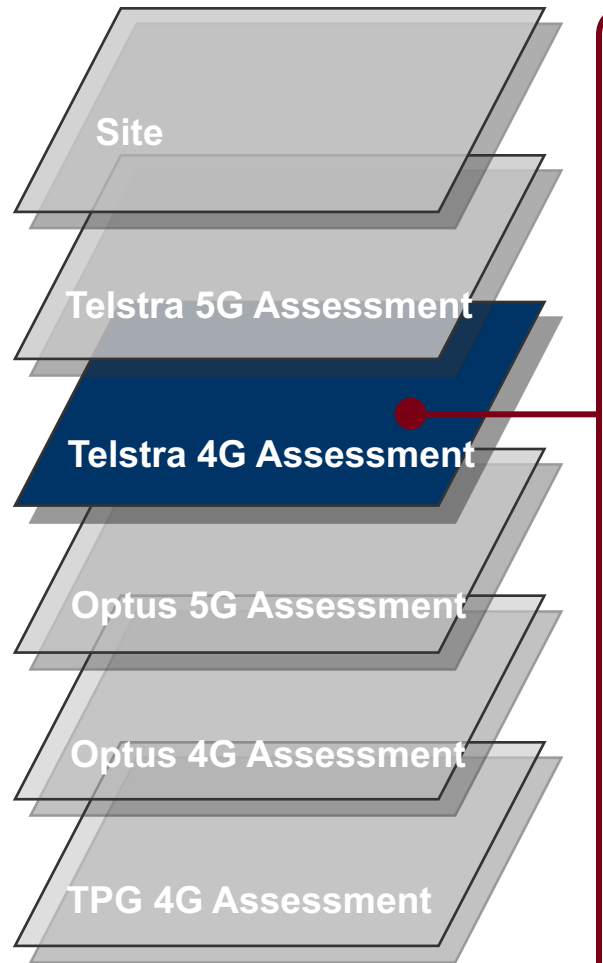 Site
Telstra 5G Assessment
Telstra 4G Assessment
Optus 5G Assessment
Optus 4G Assessment
TPG 4G Assessment